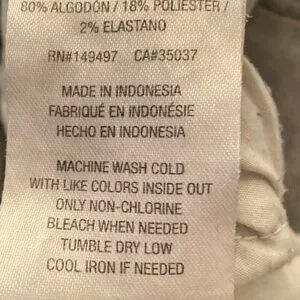 80% ALGODÓN / 18% POLIESTER /
2% ELASTANO
RN#149497 CA#35037
MADE IN INDONESIA
FABRIQUÉ EN INDONÉSIE
HECHO EN INDONESIA
MACHINE WASH COLD
WITH LIKE COLORS INSIDE OUT
ONLY NON-CHLORINE
BLEACH WHEN NEEDED
TUMBLE DRY LOW
COOL IRON IF NEEDED